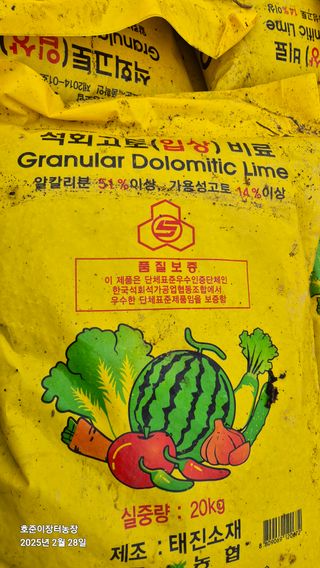 석회고토(입상) 비료
Granular Dolomitic Lime
알칼리분 51%이상, 가용성고토 14%이상
S
품 질 보 증
이 제품은 단체표준우수인증단체인
한국석회석가공업협동조합에서
우수한 단체표준제품임을 보증함
실중량 : 20kg
제조 : 태진소재
농협
호준이장터농장
2025년 2월 28일